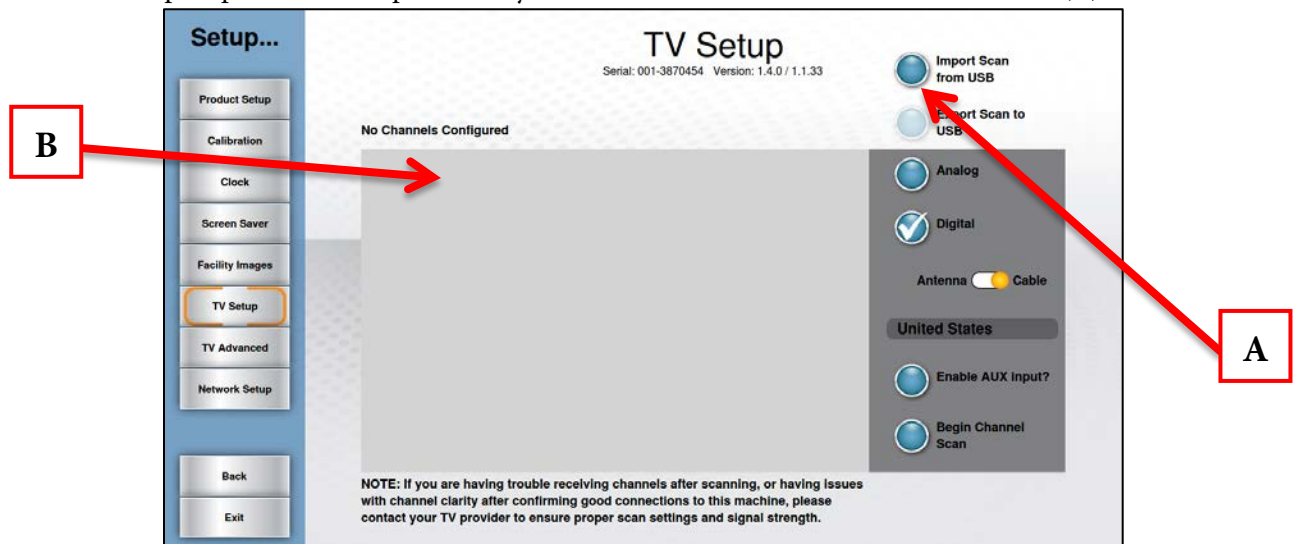 Setup...
Product Setup
Calibration
Clock
Screen Saver
Facility Images
TV Setup
TV Advanced
Network Setup
Back
Exit
TV Setup
Serial: 001-3870454 Version: 1.4.0 / 1.1.33
No Channels Configured
Import Scan
from USB
Export Scan to
USB
Analog
Digital
Antenna Cable
United States
Enable AUX input?
Begin Channel
Scan
NOTE: If you are having trouble receiving channels after scanning, or having issues
with channel clarity after confirming good connections to this machine, please
contact your TV provider to ensure proper scan settings and signal strength.
B
A